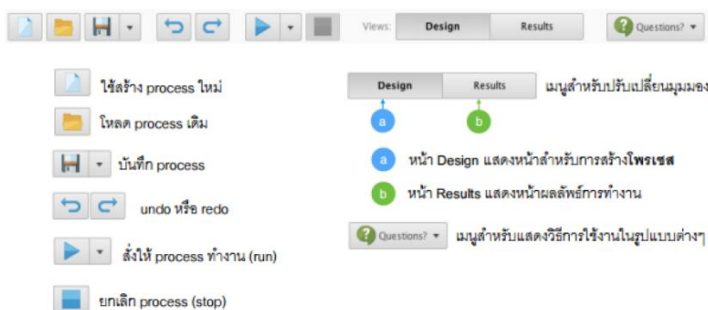 Views: Design Results Questions?
ใช้สร้าง process ใหม่
โหลด process เดิม
บันทึก process
undo หรือ redo
สั่งให้ process ทำงาน (run)
ยกเลิก process (stop)
Design Results เมนูสำหรับปรับเปลี่ยนมุมมอง
a b
a หน้า Design แสดงหน้าสำหรับการสร้างโพรเซส
b หน้า Results แสดงหน้าผลลัพธ์การทำงาน
Questions? เมนูสำหรับแสดงวิธีการใช้งานในรูปแบบต่างๆ